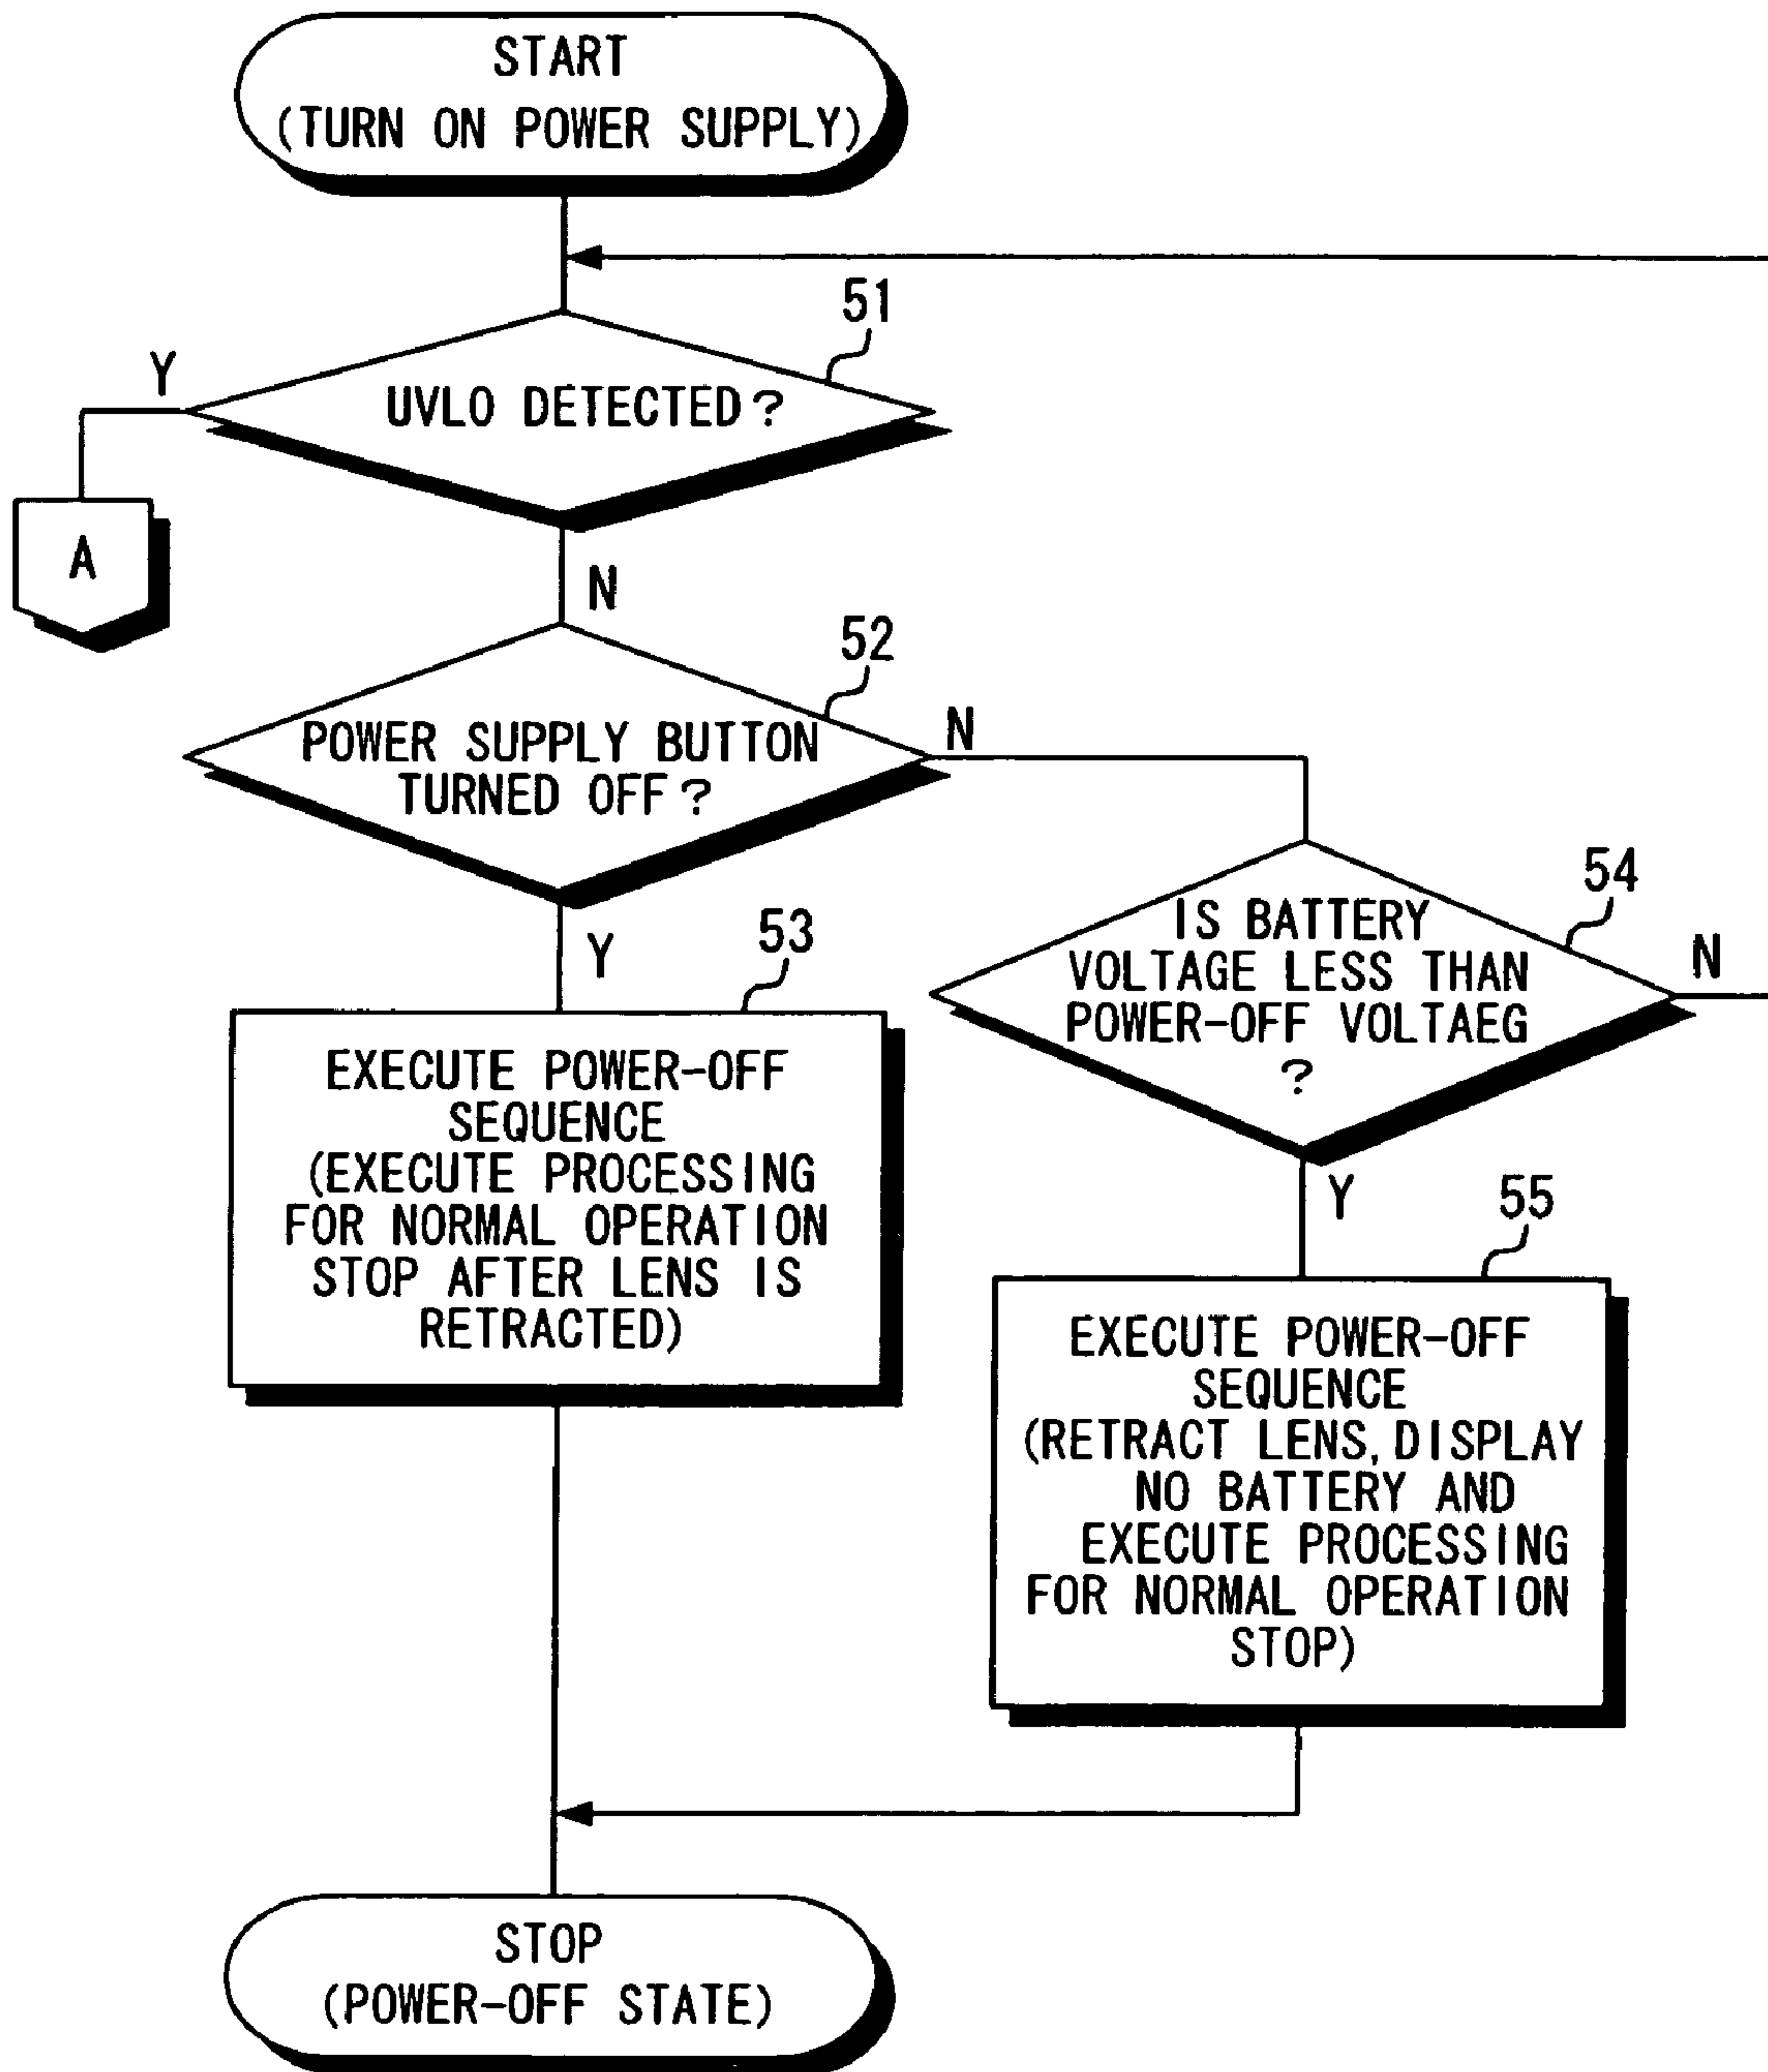 START
(TURN ON POWER SUPPLY)
51
Y
UVLO DETECTED?
A
N
52
POWER SUPPLY BUTTON
TURNED OFF?
N
54
IS BATTERY
VOLTAGE LESS THAN
POWER-OFF VOLTAEG
?
N
Y
53
EXECUTE POWER-OFF
SEQUENCE
(EXECUTE PROCESSING
FOR NORMAL OPERATION
STOP AFTER LENS IS
RETRACTED)
Y
55
EXECUTE POWER-OFF
SEQUENCE
(RETRACT LENS, DISPLAY
NO BATTERY AND
EXECUTE PROCESSING
FOR NORMAL OPERATION
STOP)
STOP
(POWER-OFF STATE)